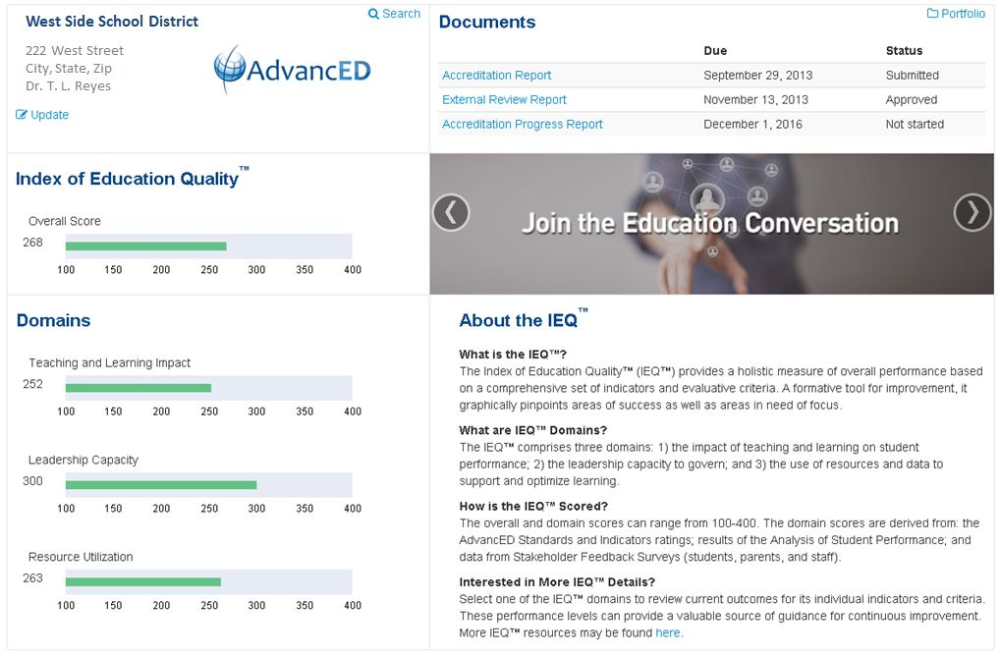 West Side School District
Search
222 West Street
City, State, Zip
Dr. T. L. Reyes
AdvancED
Update
Documents
Portfolio
Due Status
Accreditation Report September 29, 2013 Submitted
External Review Report November 13, 2013 Approved
Accreditation Progress Report December 1, 2016 Not started
Index of Education Quality™
Overall Score
268
100 150 200 250 300 350 400
Join the Education Conversation
Domains
Teaching and Learning Impact
252
100 150 200 250 300 350 400
Leadership Capacity
300
100 150 200 250 300 350 400
Resource Utilization
263
100 150 200 250 300 350 400
About the IEQ™
What is the IEQ™?
The Index of Education Quality™ (IEQ™) provides a holistic measure of overall performance based
on a comprehensive set of indicators and evaluative criteria. A formative tool for improvement, it
graphically pinpoints areas of success as well as areas in need of focus.
What are IEQ™ Domains?
The IEQ™ comprises three domains: 1) the impact of teaching and learning on student
performance; 2) the leadership capacity to govern; and 3) the use of resources and data to
support and optimize learning.
How is the IEQ™ Scored?
The overall and domain scores can range from 100-400. The domain scores are derived from: the
AdvancED Standards and Indicators ratings; results of the Analysis of Student Performance; and
data from Stakeholder Feedback Surveys (students, parents, and staff).
Interested in More IEQ™ Details?
Select one of the IEQ™ domains to review current outcomes for its individual indicators and criteria.
These performance levels can provide a valuable source of guidance for continuous improvement.
More IEQ™ resources may be found here.